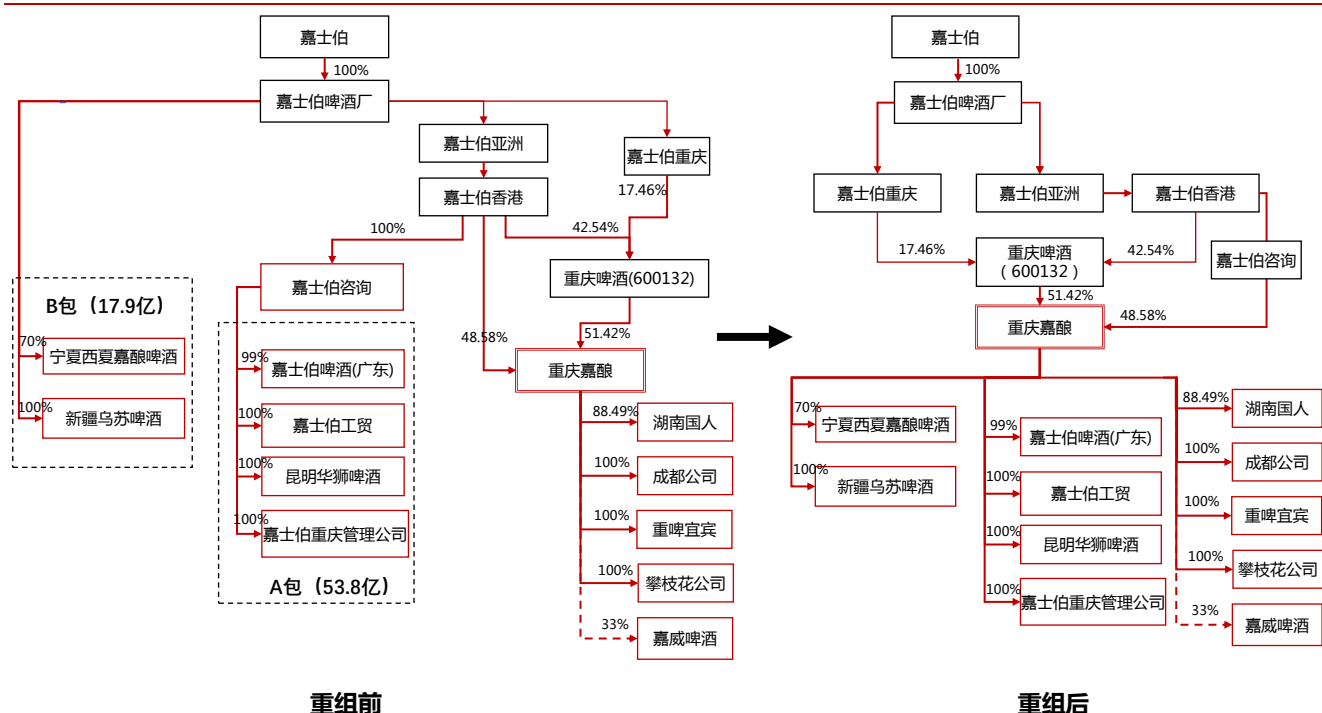 嘉士伯
100%
嘉士伯啤酒厂
嘉士伯亚洲
嘉士伯重庆
嘉士伯香港
17.46%
100%
42.54%
嘉士伯咨询
重庆啤酒(600132)
B包（17.9亿）
70%
宁夏西夏嘉酿啤酒
100%
新疆乌苏啤酒
99%
嘉士伯啤酒(广东)
100%
嘉士伯工贸
100%
昆明华狮啤酒
100%
嘉士伯重庆管理公司
A包（53.8亿）
48.58%
51.42%
重庆嘉酿
88.49%
湖南国人
100%
成都公司
100%
重啤宜宾
100%
攀枝花公司
33%
嘉威啤酒
重组前
嘉士伯
100%
嘉士伯啤酒厂
嘉士伯重庆
嘉士伯亚洲
嘉士伯香港
17.46%
重庆啤酒
（600132）
42.54%
嘉士伯咨询
51.42%
重庆嘉酿
48.58%
70%
宁夏西夏嘉酿啤酒
100%
新疆乌苏啤酒
99%
嘉士伯啤酒(广东)
100%
嘉士伯工贸
100%
昆明华狮啤酒
100%
嘉士伯重庆管理公司
88.49%
湖南国人
100%
成都公司
100%
重啤宜宾
100%
攀枝花公司
33%
嘉威啤酒
重组后